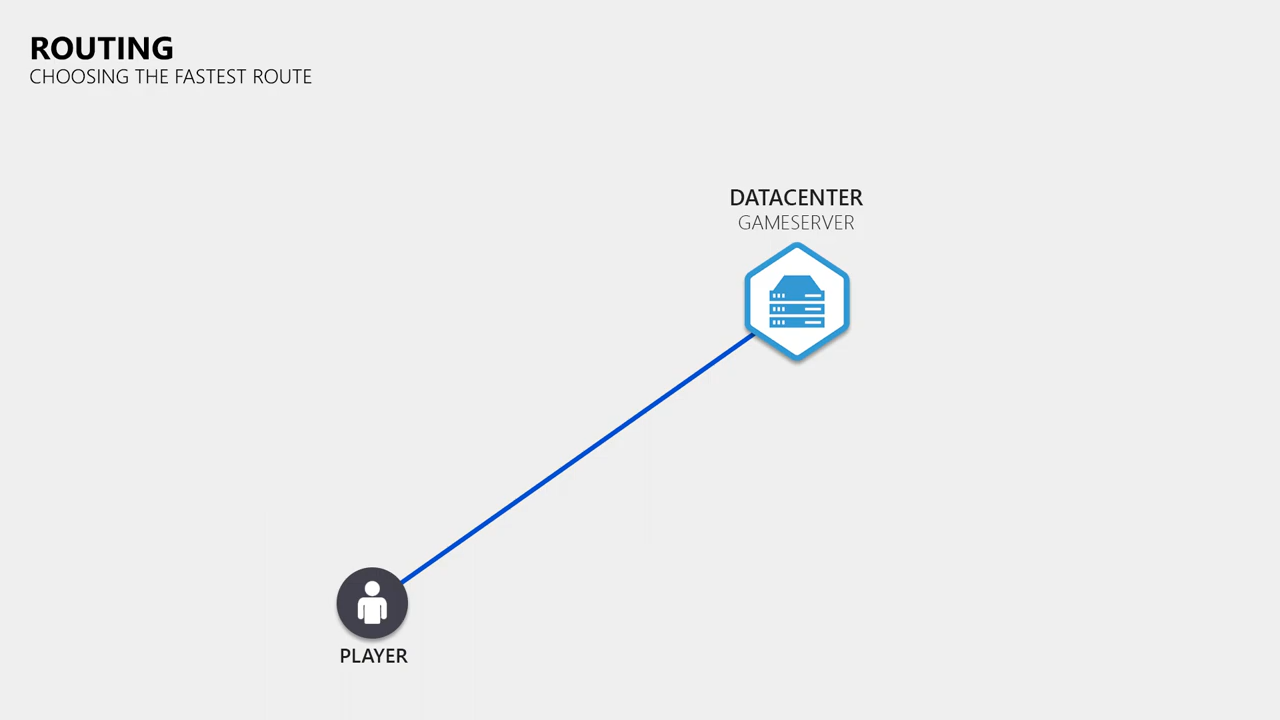 ROUTING
CHOOSING THE FASTEST ROUTE
DATACENTER
GAMESERVER
PLAYER